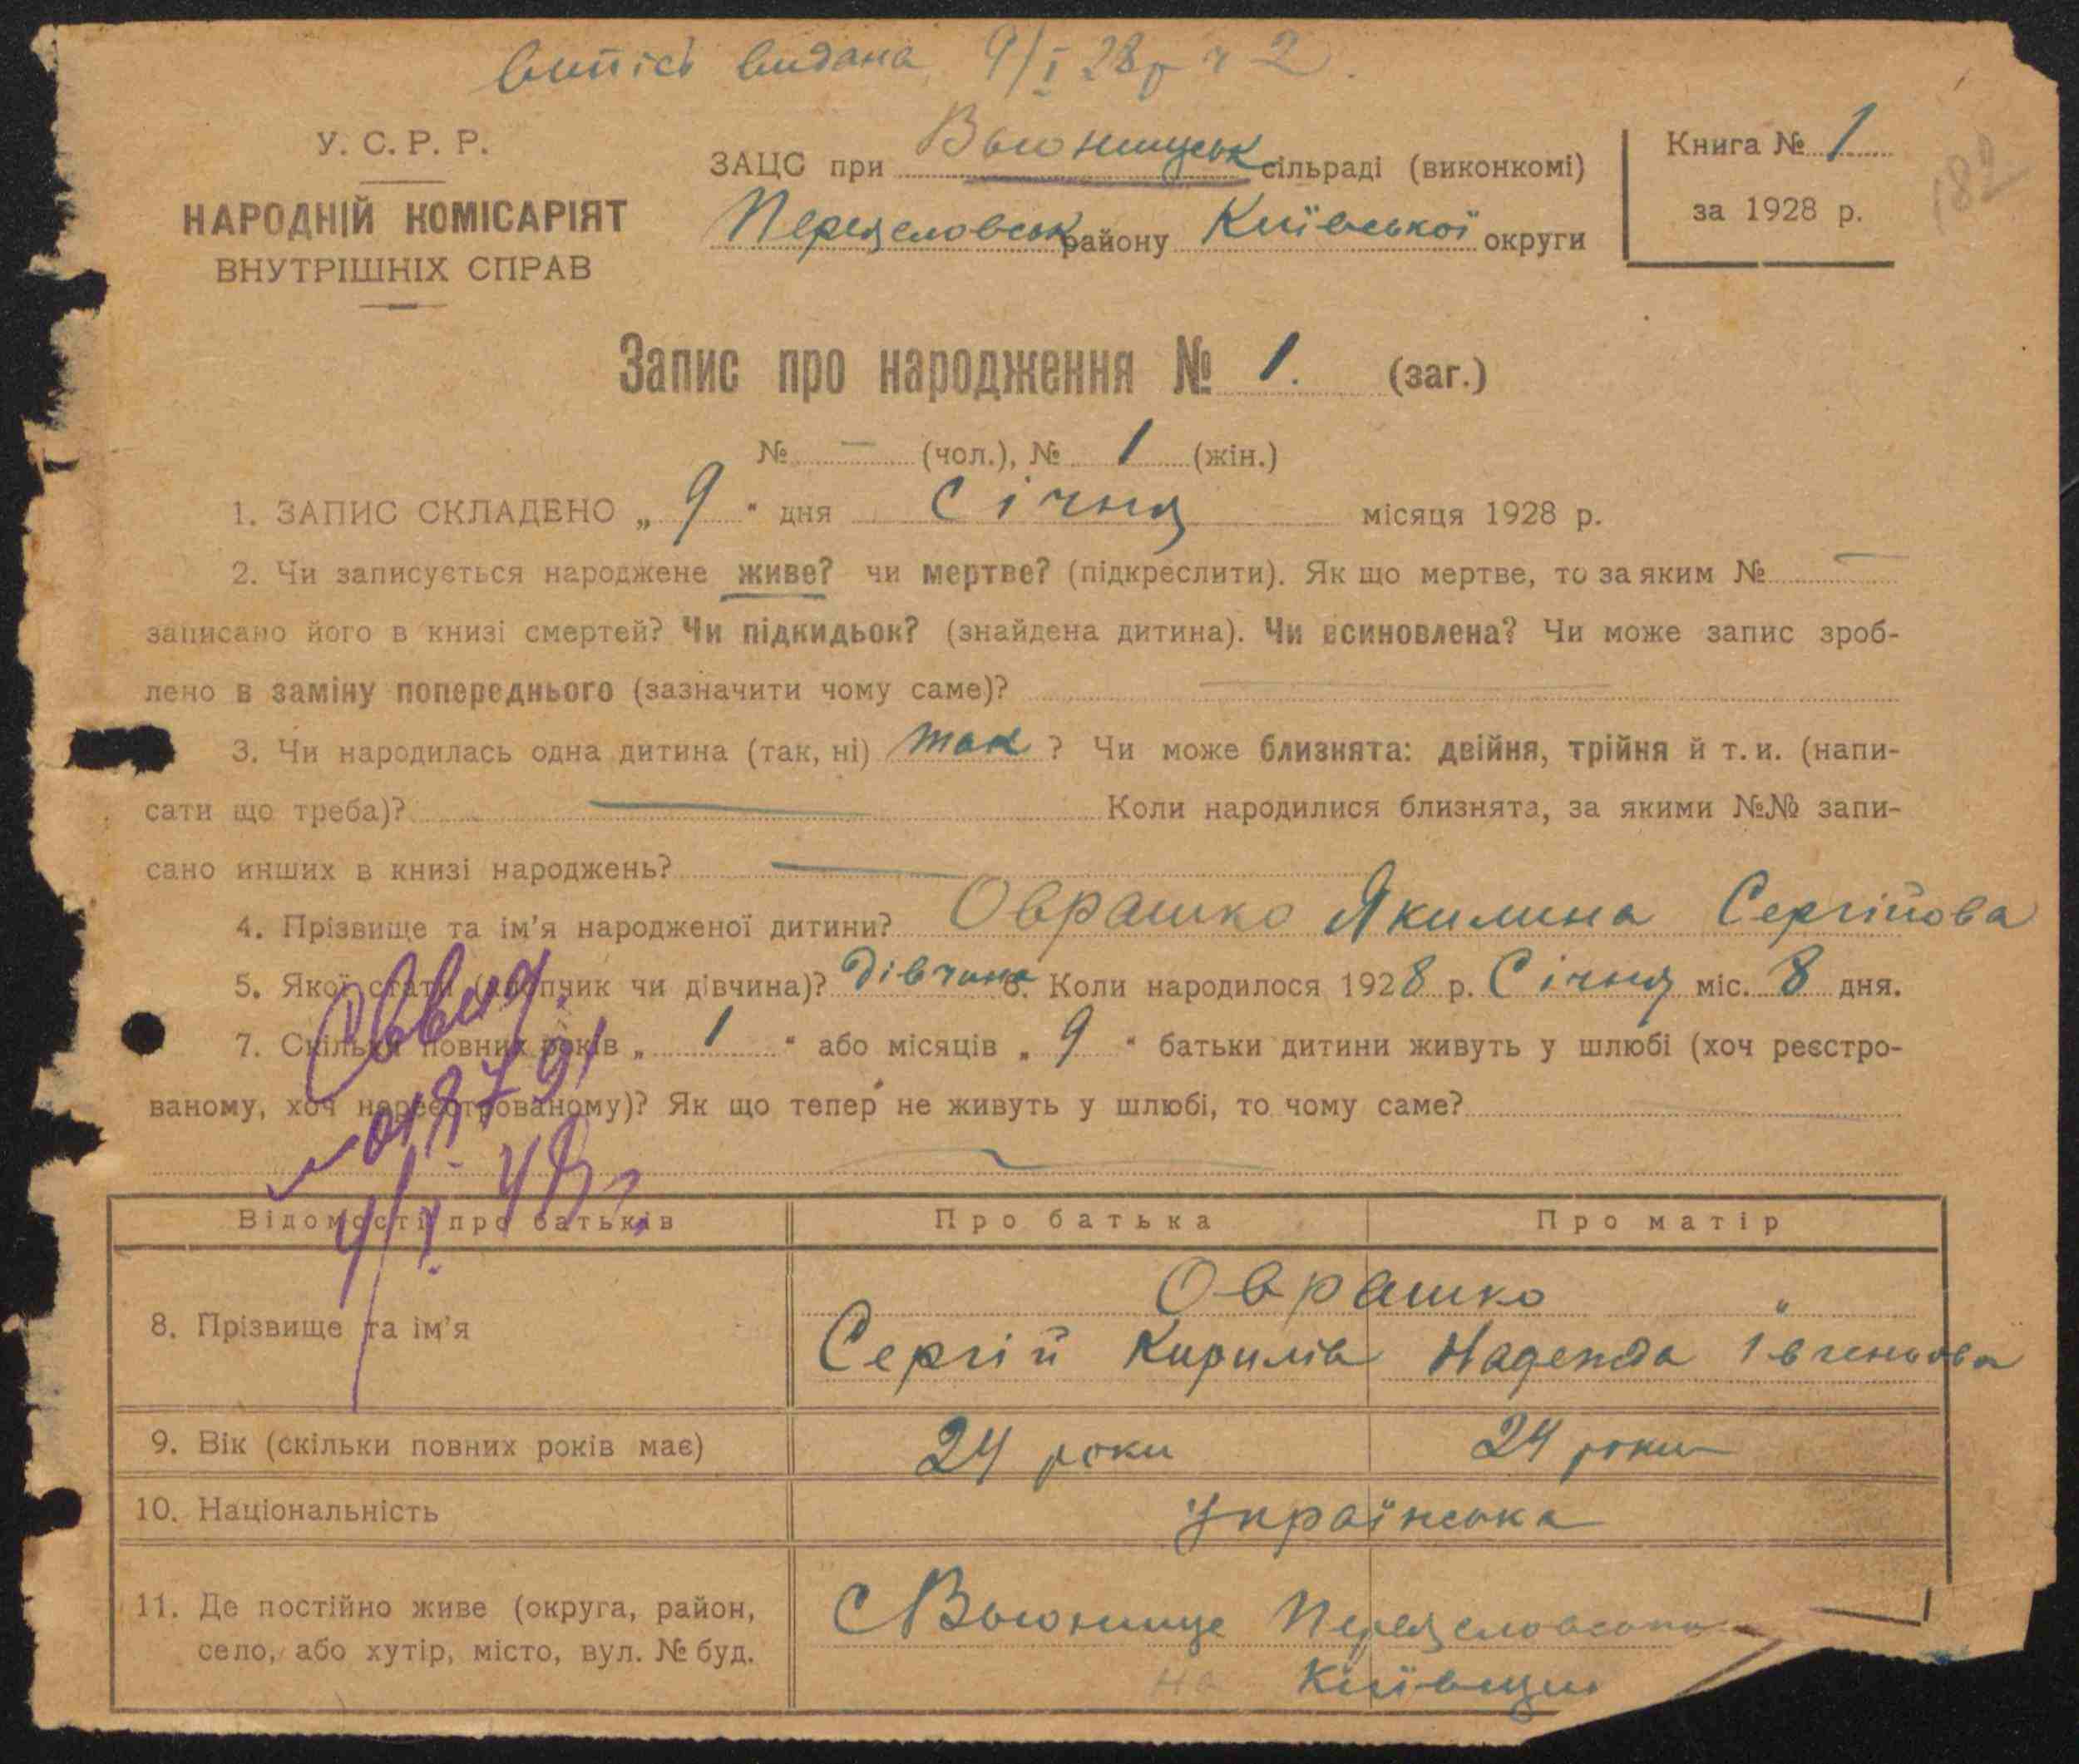 випісь видана 9/I 28р ч 2.
У. С. Р. Р.
НАРОДНІЙ КОМІСАРІЯТ
ВНУТРІШНІХ СПРАВ
ЗАЦС при Вьюницськ сільраді (виконкомі)
Переяславськ району Київської округи
Книга № 1
за 1928 р.
182
Запис про народження № 1. (заг.)
№ — (чол.), № 1 (жін.)
1. ЗАПИС СКЛАДЕНО „ 9 " дня Січня місяця 1928 р.
2. Чи записується народжене живе? чи мертве? (підкреслити). Як що мертве, то за яким № —
записано його в книзі смертей? Чи підкидьок? (знайдена дитина). Чи всиновлена? Чи може запис зроб-
лено в заміну попереднього (зазначити чому саме)? —
3. Чи народилась одна дитина (так, ні) так ? Чи може близнята: двійня, трійня й т. и. (напи-
сати що треба)? — Коли народилися близнята, за якими №№ запи-
сано инших в книзі народжень? —
4. Прізвище та ім'я народженої дитини? Оврашко Якилина Сергійова
5. Якої стати (хлопчик чи дівчина)? дівчина 6. Коли народилося 1928 р. Січня міс. 8 дня.
7. Скільки повних років „ 1 " або місяців „ 9 " батьки дитини живуть у шлюбі (хоч реєстро-
ваному, хоч нереєстрованому)? Як що тепер не живуть у шлюбі, то чому саме?
—
Відомості про батьків Про батька Про матір
8. Прізвище та ім'я Оврашко "
Сергій Кирилів Надежда
9. Вік (скільки повних років має) 24 роки 24 роки
10. Національність Українська
11. Де постійно живе (округа, район,
село, або хутір, місто, вул. № буд.
С Вьюнище
на Київщи